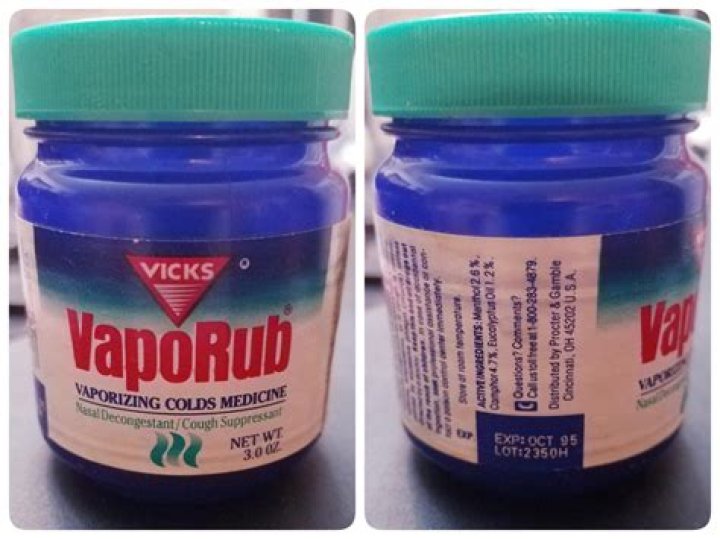 VICKS
VapoRub®
VAPORIZING COLDS MEDICINE
Nasal Decongestant/Cough Suppressant
NET WT.
3.0 OZ.
Store at room temperature.
ACTIVE INGREDIENTS: Menthol 2.6%,
Camphor 4.7%, Eucalyptus Oil 1.2%.
Questions? Comments?
Call us toll free at 1-800-283-4879.
Distributed by Procter & Gamble
Cincinnati, OH 45202 U.S.A.
EXP
EXP: OCT 95
LOT:2350H
Vap
VAPORIZIN
Nasal Decon